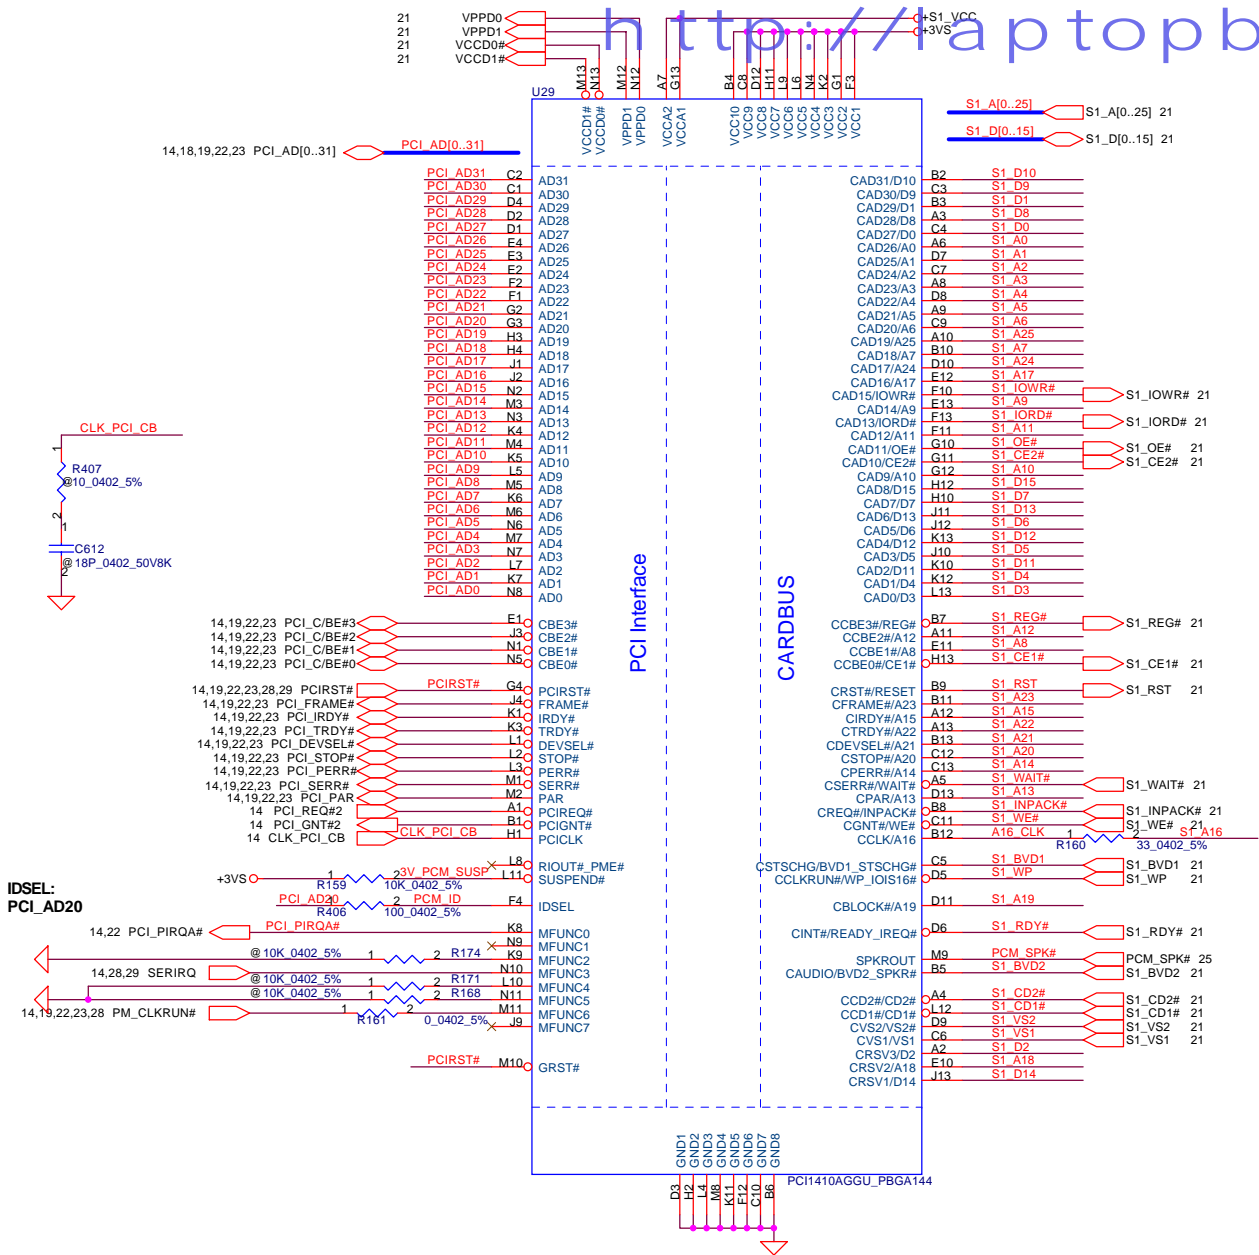 http://laptopb
21 VPPD0
21 VPPD1
21 VCCD0#
21 VCCD1#
+S1_VCC
+3VS
M13 N13 M12 N12 A7 G13 B4 C8 D12 H11 L9 L6 N4 K2 G1 F3
U29
VCCD1# VCCD0# VPPD1 VPPD0 VCCA2 VCCA1 VCC10 VCC9 VCC8 VCC7 VCC6 VCC5 VCC4 VCC3 VCC2 VCC1
S1_A[0..25] S1_A[0..25] 21
S1_D[0..15] S1_D[0..15] 21
14,18,19,22,23 PCI_AD[0..31] PCI_AD[0..31]
PCI_AD31 C2 AD31
PCI_AD30 C1 AD30
PCI_AD29 D4 AD29
PCI_AD28 D2 AD28
PCI_AD27 D1 AD27
PCI_AD26 E4 AD26
PCI_AD25 E3 AD25
PCI_AD24 E2 AD24
PCI_AD23 F2 AD23
PCI_AD22 F1 AD22
PCI_AD21 G2 AD21
PCI_AD20 G3 AD20
PCI_AD19 H3 AD19
PCI_AD18 H4 AD18
PCI_AD17 J1 AD17
PCI_AD16 J2 AD16
PCI_AD15 N2 AD15
PCI_AD14 M3 AD14
PCI_AD13 N3 AD13
PCI_AD12 K4 AD12
PCI_AD11 M4 AD11
PCI_AD10 K5 AD10
PCI_AD9 L5 AD9
PCI_AD8 M5 AD8
PCI_AD7 K6 AD7
PCI_AD6 M6 AD6
PCI_AD5 N6 AD5
PCI_AD4 M7 AD4
PCI_AD3 N7 AD3
PCI_AD2 L7 AD2
PCI_AD1 K7 AD1
PCI_AD0 N8 AD0
CLK_PCI_CB
1
R407
@10_0402_5%
2
1
C612
@18P_0402_50V8K
2
14,19,22,23 PCI_C/BE#3 E1 CBE3#
14,19,22,23 PCI_C/BE#2 J3 CBE2#
14,19,22,23 PCI_C/BE#1 N1 CBE1#
14,19,22,23 PCI_C/BE#0 N5 CBE0#
14,19,22,23,28,29 PCIRST# PCIRST# G4 PCIRST#
14,19,22,23 PCI_FRAME# J4 FRAME#
14,19,22,23 PCI_IRDY# K1 IRDY#
14,19,22,23 PCI_TRDY# K3 TRDY#
14,19,22,23 PCI_DEVSEL# L1 DEVSEL#
14,19,22,23 PCI_STOP# L2 STOP#
14,19,22,23 PCI_PERR# L3 PERR#
14,19,22,23 PCI_SERR# M1 SERR#
14,19,22,23 PCI_PAR M2 PAR
14 PCI_REQ#2 A1 PCIREQ#
14 PCI_GNT#2 B1 PCIGNT#
14 CLK_PCI_CB CLK_PCI_CB H1 PCICLK
L8 RIOUT#_PME#
+3VS 1 R159 2 10K_0402_5% 3V_PCM_SUSP L11 SUSPEND#
IDSEL:
PCI_AD20
PCI_AD20 1 R406 2 100_0402_5% PCM_ID F4 IDSEL
14,22 PCI_PIRQA# PCI_PIRQA# K8 MFUNC0
N9 MFUNC1
@10K_0402_5% 1 2 R174 K9 MFUNC2
14,28,29 SERIRQ N10 MFUNC3
@10K_0402_5% 1 2 R171 L10 MFUNC4
@10K_0402_5% 1 2 R168 N11 MFUNC5
14,19,22,23,28 PM_CLKRUN# 1 R161 2 0_0402_5% M11 MFUNC6
J9 MFUNC7
PCIRST# M10 GRST#
PCI Interface
CARDBUS
CAD31/D10 B2 S1_D10
CAD30/D9 C3 S1_D9
CAD29/D1 B3 S1_D1
CAD28/D8 A3 S1_D8
CAD27/D0 C4 S1_D0
CAD26/A0 A6 S1_A0
CAD25/A1 D7 S1_A1
CAD24/A2 C7 S1_A2
CAD23/A3 A8 S1_A3
CAD22/A4 D8 S1_A4
CAD21/A5 A9 S1_A5
CAD20/A6 C9 S1_A6
CAD19/A25 A10 S1_A25
CAD18/A7 B10 S1_A7
CAD17/A24 D10 S1_A24
CAD16/A17 E12 S1_A17
CAD15/IOWR# F10 S1_IOWR# S1_IOWR# 21
CAD14/A9 E13 S1_A9
CAD13/IORD# F13 S1_IORD# S1_IORD# 21
CAD12/A11 F11 S1_A11
CAD11/OE# G10 S1_OE# S1_OE# 21
CAD10/CE2# G11 S1_CE2# S1_CE2# 21
CAD9/A10 G12 S1_A10
CAD8/D15 H12 S1_D15
CAD7/D7 H10 S1_D7
CAD6/D13 J11 S1_D13
CAD5/D6 J12 S1_D6
CAD4/D12 K13 S1_D12
CAD3/D5 J10 S1_D5
CAD2/D11 K10 S1_D11
CAD1/D4 K12 S1_D4
CAD0/D3 L13 S1_D3
CCBE3#/REG# B7 S1_REG# S1_REG# 21
CCBE2#/A12 A11 S1_A12
CCBE1#/A8 E11 S1_A8
CCBE0#/CE1# H13 S1_CE1# S1_CE1# 21
CRST#/RESET B9 S1_RST S1_RST 21
CFRAME#/A23 B11 S1_A23
CIRDY#/A15 A12 S1_A15
CTRDY#/A22 A13 S1_A22
CDEVSEL#/A21 B13 S1_A21
CSTOP#/A20 C12 S1_A20
CPERR#/A14 C13 S1_A14
CSERR#/WAIT# A5 S1_WAIT# S1_WAIT# 21
CPAR/A13 D13 S1_A13
CREQ#/INPACK# B8 S1_INPACK# S1_INPACK# 21
CGNT#/WE# C11 S1_WE# S1_WE# 21
CCLK/A16 B12 A16_CLK 1 R160 2 33_0402_5% S1_A16
CSTSCHG/BVD1_STSCHG# C5 S1_BVD1 S1_BVD1 21
CCLKRUN#/WP_IOIS16# D5 S1_WP S1_WP 21
CBLOCK#/A19 D11 S1_A19
CINT#/READY_IREQ# D6 S1_RDY# S1_RDY# 21
SPKROUT M9 PCM_SPK# PCM_SPK# 25
CAUDIO/BVD2_SPKR# B5 S1_BVD2 S1_BVD2 21
CCD2#/CD2# A4 S1_CD2# S1_CD2# 21
CCD1#/CD1# L12 S1_CD1# S1_CD1# 21
CVS2/VS2# D9 S1_VS2 S1_VS2 21
CVS1/VS1 C6 S1_VS1 S1_VS1 21
CRSV3/D2 A2 S1_D2
CRSV2/A18 E10 S1_A18
CRSV1/D14 J13 S1_D14
GND1 GND2 GND3 GND4 GND5 GND6 GND7 GND8
D3 H2 L4 M8 K11 F12 C10 B6
PCI1410AGGU_PBGA144